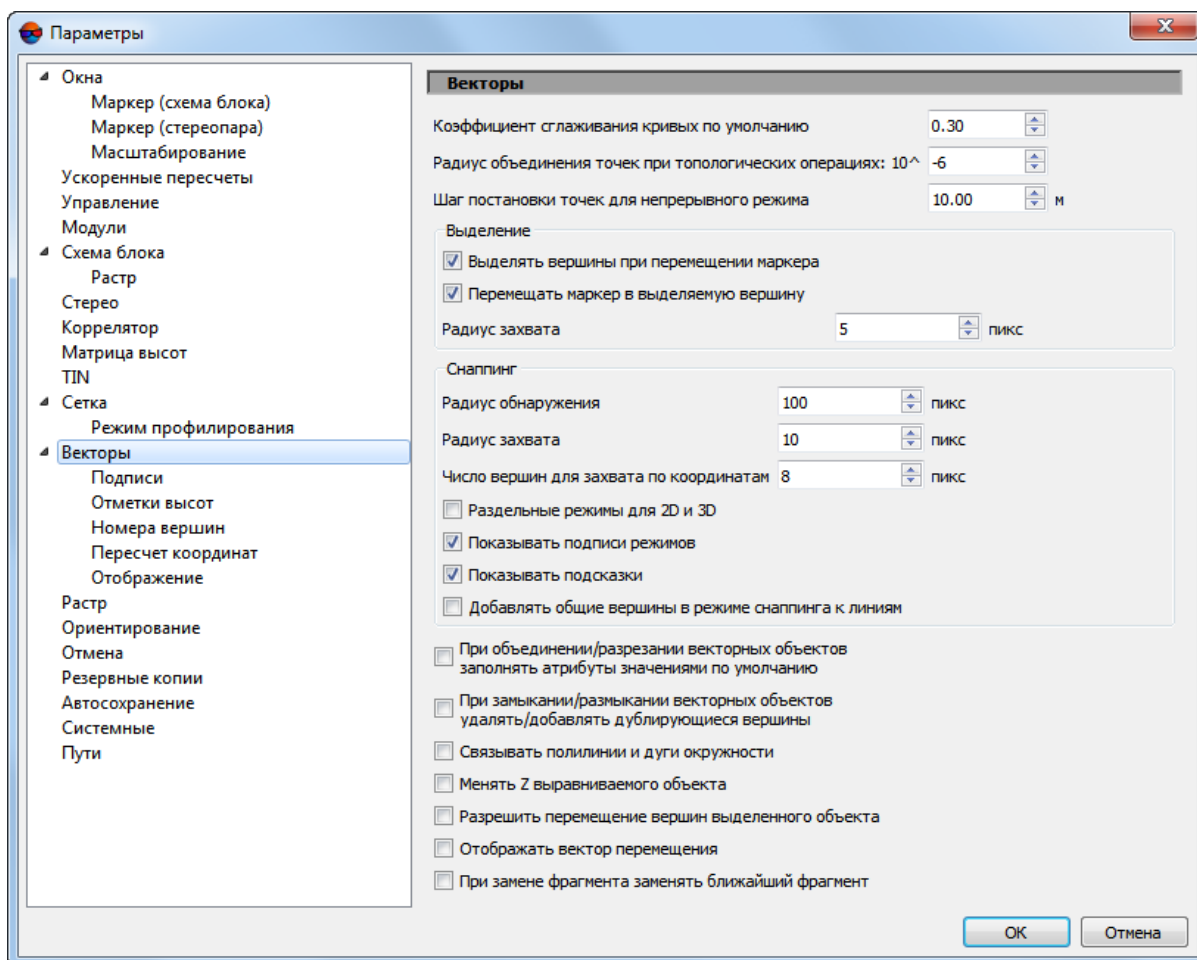 Параметры
Окна
Маркер (схема блока)
Маркер (стереопара)
Масштабирование
Ускоренные пересчеты
Управление
Модули
Схема блока
Растр
Стерео
Коррелятор
Матрица высот
TIN
Сетка
Режим профилирования
Векторы
Подписи
Отметки высот
Номера вершин
Пересчет координат
Отображение
Растр
Ориентирование
Отмена
Резервные копии
Автосохранение
Системные
Пути
Векторы
Коэффициент сглаживания кривых по умолчанию 0.30
Радиус объединения точек при топологических операциях: 10^ -6
Шаг постановки точек для непрерывного режима 10.00 м
Выделение
Выделять вершины при перемещении маркера
Перемещать маркер в выделяемую вершину
Радиус захвата 5 пикс
Снаппинг
Радиус обнаружения 100 пикс
Радиус захвата 10 пикс
Число вершин для захвата по координатам 8 пикс
Раздельные режимы для 2D и 3D
Показывать подписи режимов
Показывать подсказки
Добавлять общие вершины в режиме снаппинга к линиям
При объединении/разрезании векторных объектов
заполнять атрибуты значениями по умолчанию
При замыкании/размыкании векторных объектов
удалять/добавлять дублирующиеся вершины
Связывать полилинии и дуги окружности
Менять Z выравниваемого объекта
Разрешить перемещение вершин выделенного объекта
Отображать вектор перемещения
При замене фрагмента заменять ближайший фрагмент
OK Отмена